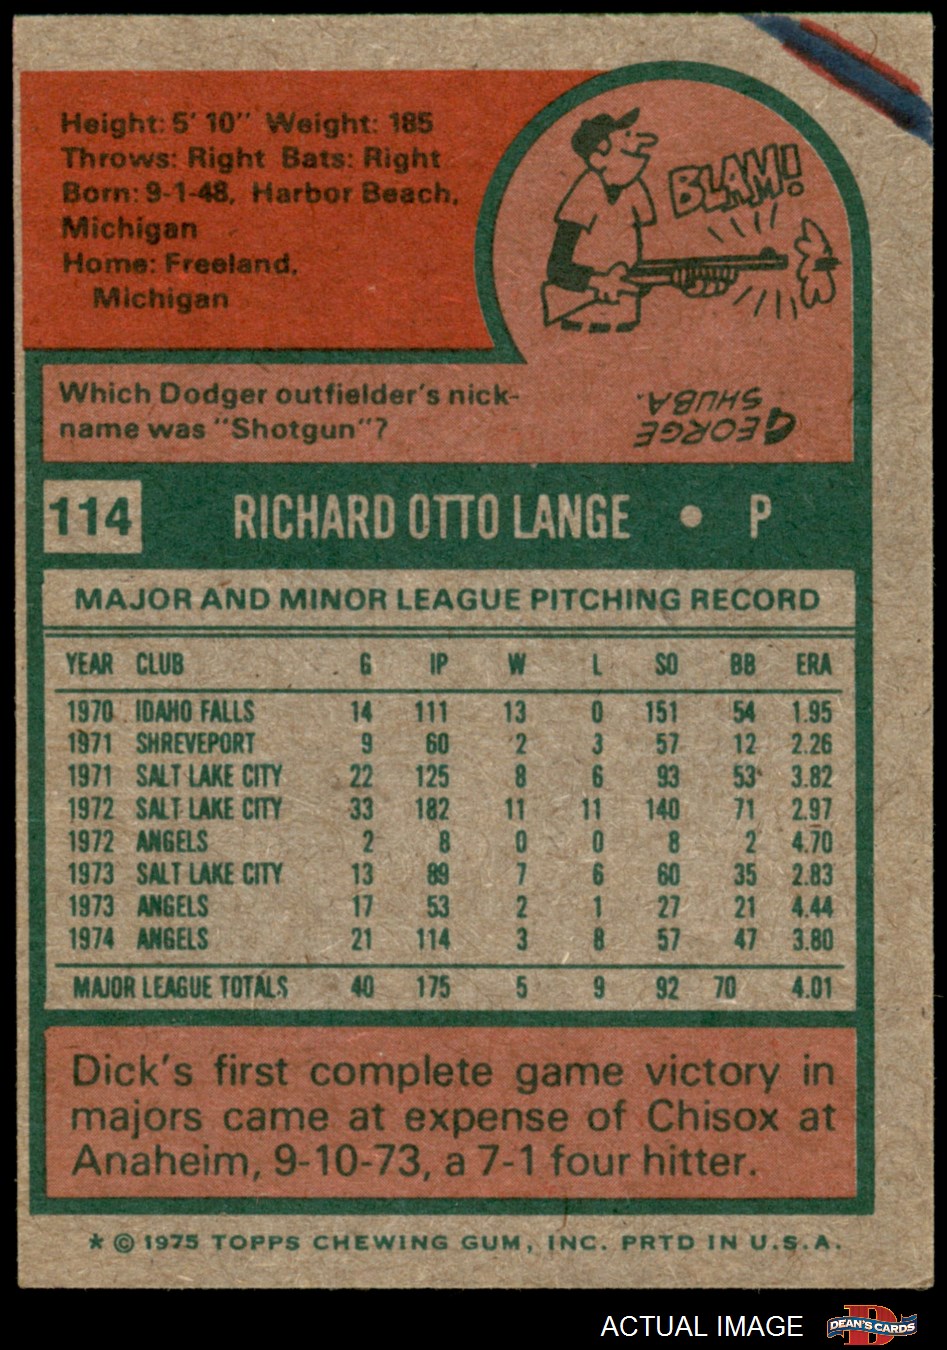 Height: 5' 10" Weight: 185
Throws: Right Bats: Right
Born: 9-1-48, Harbor Beach,
Michigan
Home: Freeland,
Michigan
BLAM!
Which Dodger outfielder's nick-
name was "Shotgun"?
GEORGE
SHUBA.
114 RICHARD OTTO LANGE • P
MAJOR AND MINOR LEAGUE PITCHING RECORD
YEAR CLUB G IP W L SO BB ERA
1970 IDAHO FALLS 14 111 13 0 151 54 1.95
1971 SHREVEPORT 9 60 2 3 57 12 2.26
1971 SALT LAKE CITY 22 125 8 6 93 53 3.82
1972 SALT LAKE CITY 33 182 11 11 140 71 2.97
1972 ANGELS 2 8 0 0 8 2 4.70
1973 SALT LAKE CITY 13 89 7 6 60 35 2.83
1973 ANGELS 17 53 2 1 27 21 4.44
1974 ANGELS 21 114 3 8 57 47 3.80
MAJOR LEAGUE TOTALS 40 175 5 9 92 70 4.01
Dick's first complete game victory in
majors came at expense of Chisox at
Anaheim, 9-10-73, a 7-1 four hitter.
* © 1975 TOPPS CHEWING GUM, INC. PRTD IN U.S.A.
ACTUAL IMAGE
D
DEAN'S CARDS